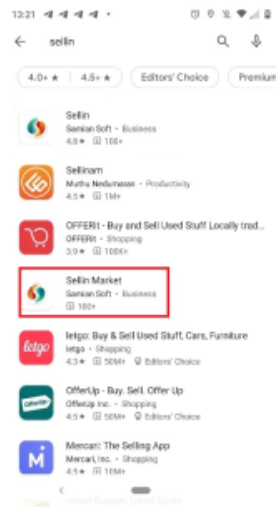 13:21
sellin
4.0+ ★
4.5+ ★
Editors' Choice
Premium
Sellin
Samian Soft • Business
4.8 ★ 100+
Sellinam
Muthu Nedumaran • Productivity
4.5 ★ 1M+
OFFERit - Buy and Sell Used Stuff Locally trad...
OFFERit • Shopping
3.9 ★ 100K+
Sellin Market
Samian Soft • Business
100+
letgo
letgo: Buy & Sell Used Stuff, Cars, Furniture
letgo • Shopping
4.3 ★ 50M+ Editors' Choice
OfferUp
OfferUp - Buy. Sell. Offer Up
OfferUp Inc. • Shopping
4.5 ★ 50M+ Editors' Choice
M
Mercari: The Selling App
Mercari, Inc. • Shopping
4.5 ★ 10M+